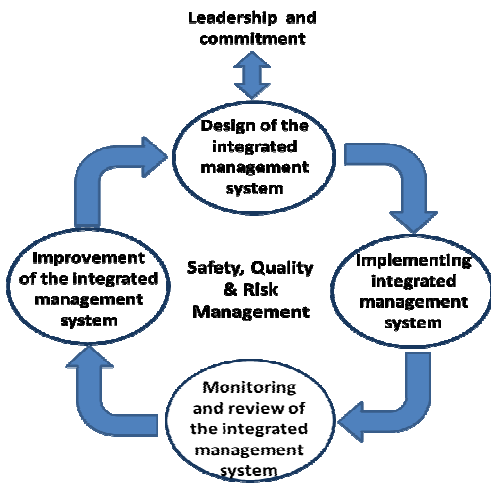 Leadership and
commitment
Design of the
integrated
management
system
Implementing
integrated
management
system
Monitoring
and review of
the integrated
management
system
Improvement
of the integrated
management
system
Safety, Quality
& Risk
Management